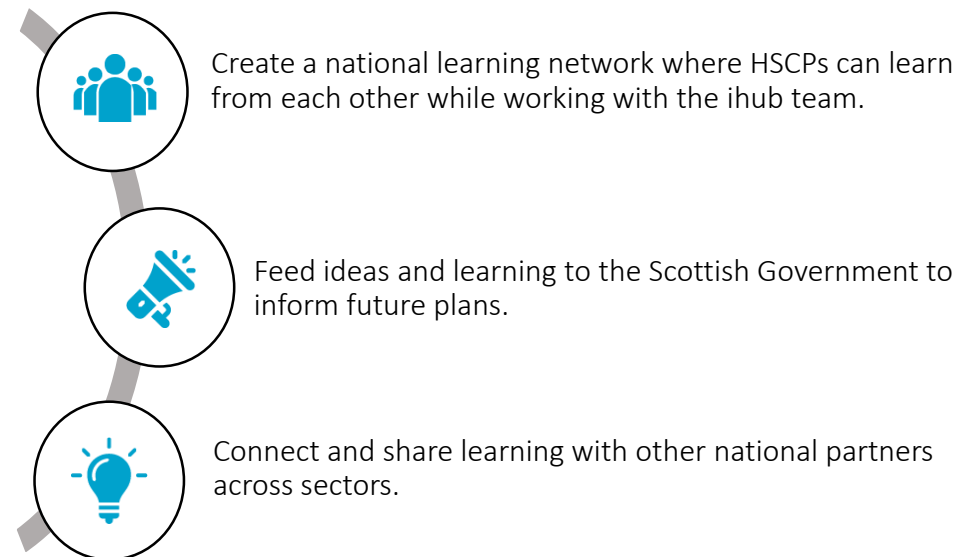 Create a national learning network where HSCPs can learn
from each other while working with the ihub team.
Feed ideas and learning to the Scottish Government to
inform future plans.
Connect and share learning with other national partners
across sectors.